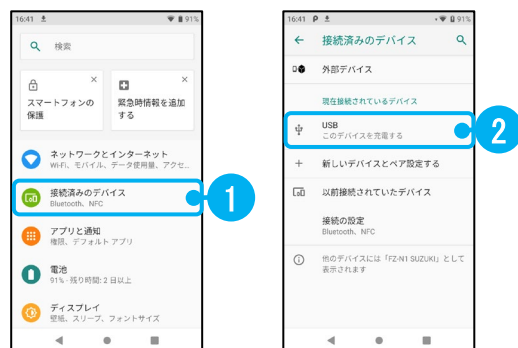 16:41
91%
検索
スマートフォンの
保護
緊急時情報を追加
する
ネットワークとインターネット
Wi-Fi、モバイル、データ使用量、アクセ...
接続済みのデバイス
Bluetooth、NFC
1
アプリと通知
権限、デフォルト アプリ
電池
91% - 残り時間: 2 日以上
ディスプレイ
壁紙、スリープ、フォントサイズ
16:41
91%
接続済みのデバイス
外部デバイス
現在接続されているデバイス
USB
このデバイスを充電する
2
新しいデバイスとペア設定する
以前接続されていたデバイス
接続の設定
Bluetooth、NFC
他のデバイスには「FZ-N1 SUZUKI」として
表示されます